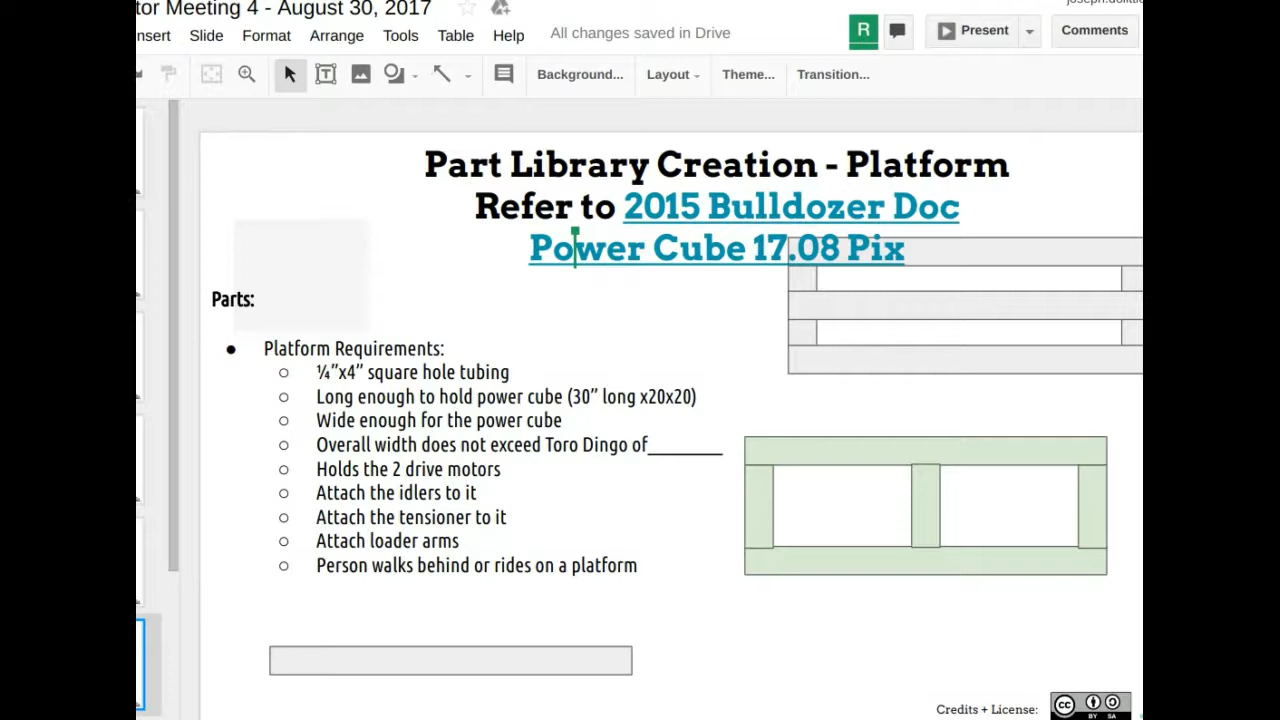 tor Meeting 4 - August 30, 2017
nsert Slide Format Arrange Tools Table Help All changes saved in Drive
R Present Comments
Background... Layout Theme... Transition...
Part Library Creation - Platform
Refer to 2015 Bulldozer Doc
Power Cube 17.08 Pix
Parts:
● Platform Requirements:
○ ¼”x4” square hole tubing
○ Long enough to hold power cube (30” long x20x20)
○ Wide enough for the power cube
○ Overall width does not exceed Toro Dingo of________
○ Holds the 2 drive motors
○ Attach the idlers to it
○ Attach the tensioner to it
○ Attach loader arms
○ Person walks behind or rides on a platform
Credits + License:
CC BY SA